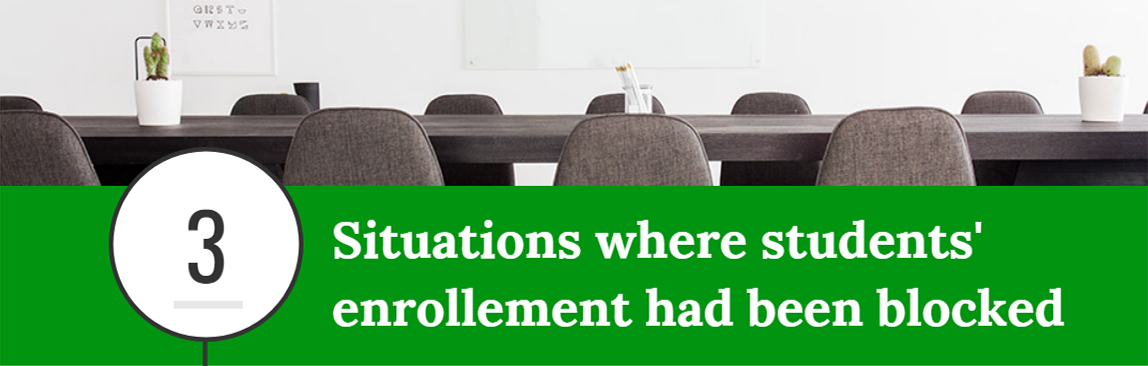 3
Situations where students'
enrollement had been blocked